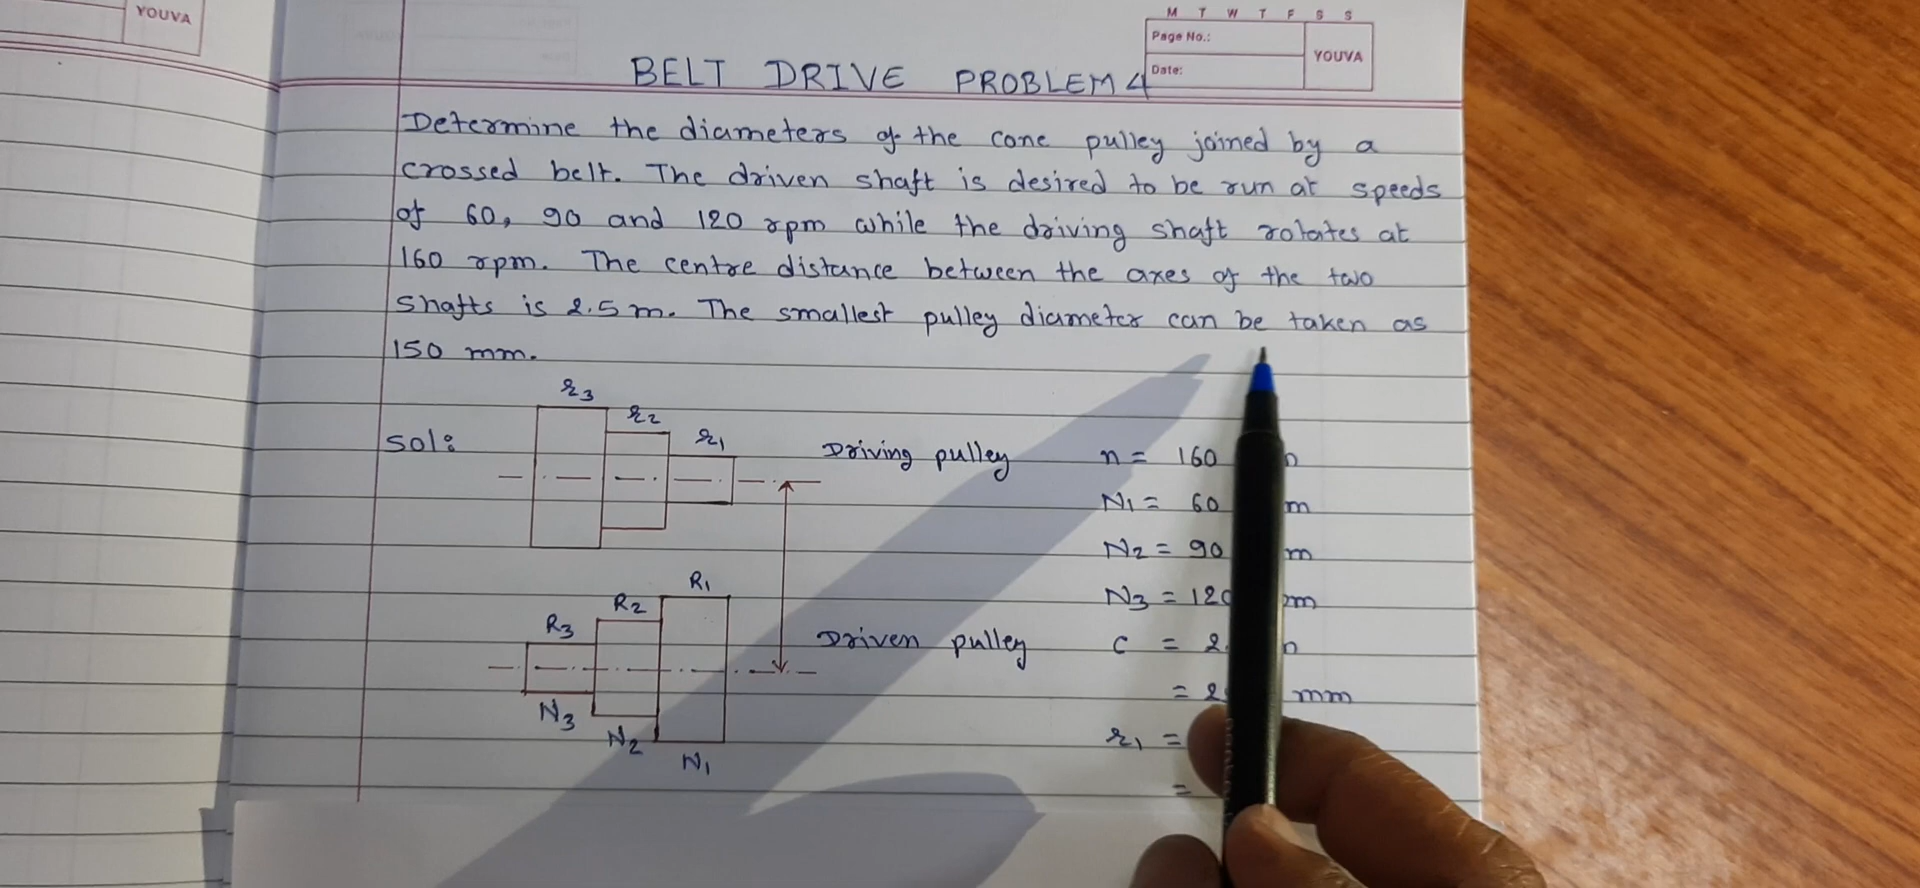 YOUVA
M T W T F S S
Page No.:
YOUVA
Date:
BELT DRIVE PROBLEM 4
Determine the diameters of the cone pulley joined by a
crossed belt. The driven shaft is desired to be run at speeds
of 60, 90 and 120 rpm while the driving shaft rotates at
160 rpm. The centre distance between the axes of the two
shafts is 2.5 m. The smallest pulley diameter can be taken as
150 mm.
Sol:
r3
r2
r1
Driving pulley
n = 160
N1 = 60
N2 = 90
N3 = 120
R1
R2
R3
Driven pulley
C = 2.
= mm
N3
N2
N1
r1 =
=